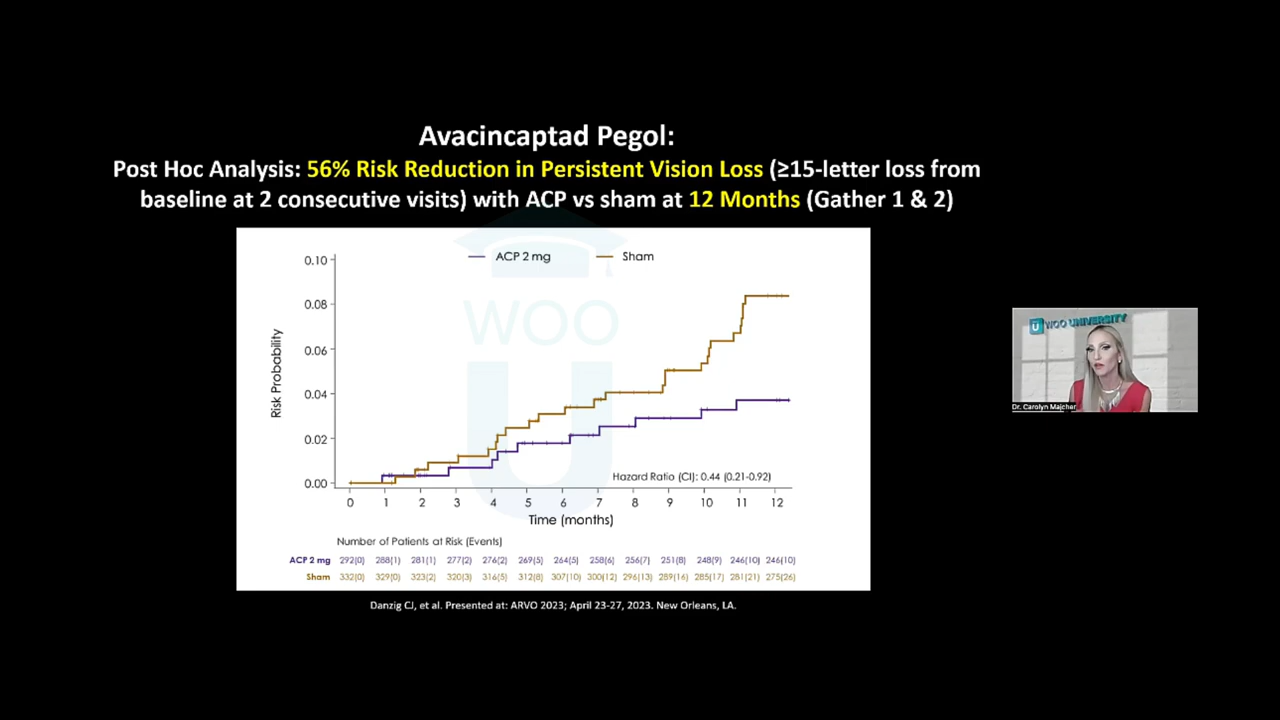 Avacincaptad Pegol:
Post Hoc Analysis: 56% Risk Reduction in Persistent Vision Loss (≥15-letter loss from
baseline at 2 consecutive visits) with ACP vs sham at 12 Months (Gather 1 & 2)
ACP 2 mg Sham
WOO
U
0.10
0.08
0.06
0.04
0.02
0.00
Risk Probability
Hazard Ratio (CI): 0.44 (0.21-0.92)
0 1 2 3 4 5 6 7 8 9 10 11 12
Time (months)
Number of Patients at Risk (Events)
ACP 2 mg 292(0) 288(1) 281(1) 277(2) 276(2) 269(5) 264(5) 258(6) 256(7) 251(8) 248(9) 246(10) 246(10)
Sham 332(0) 329(0) 323(2) 320(3) 316(5) 312(8) 307(10) 300(12) 296(13) 289(16) 285(17) 281(21) 275(26)
Danzig CJ, et al. Presented at: ARVO 2023; April 23-27, 2023. New Orleans, LA.
U WOO UNIVERSITY
Dr. Carolyn Majcher